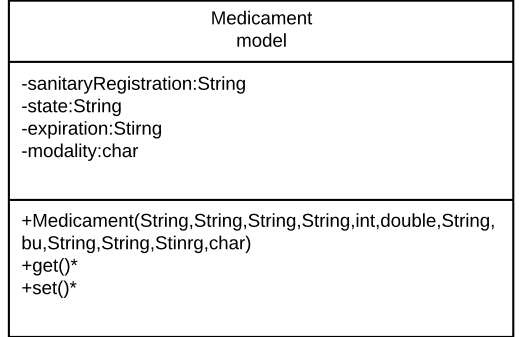 Medicament
model
-sanitaryRegistration:String
-state:String
-expiration:Stirng
-modality:char
+Medicament(String,String,String,String,int,double,String,
bu,String,String,Stinrg,char)
+get()*
+set()*